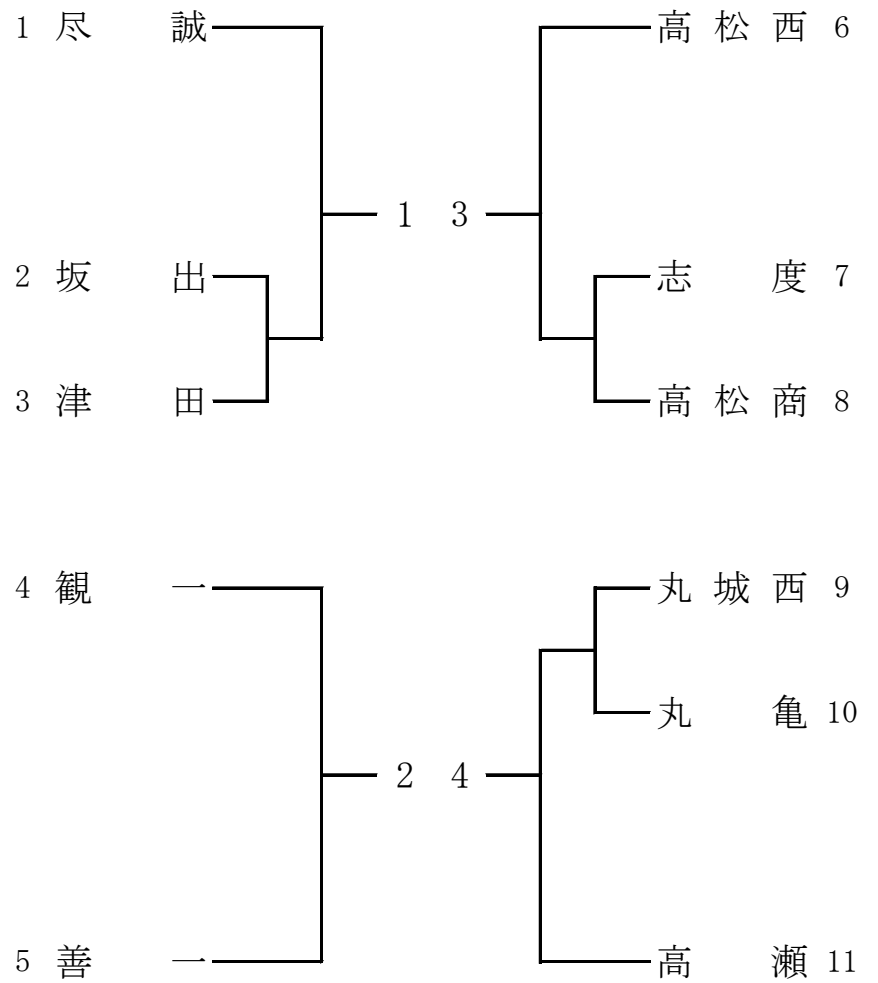 1 尽 誠 高松西 6
1 3
2 坂 出 志 度 7
3 津 田 高松商 8
4 観 一 丸城西 9
丸 亀 10
2 4
5 善 一 高 瀬 11